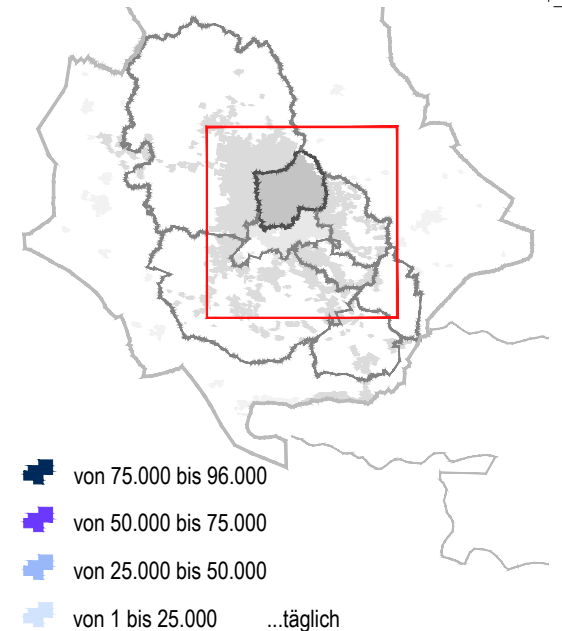 von 75.000 bis 96.000
von 50.000 bis 75.000
von 25.000 bis 50.000
von 1 bis 25.000 ...täglich